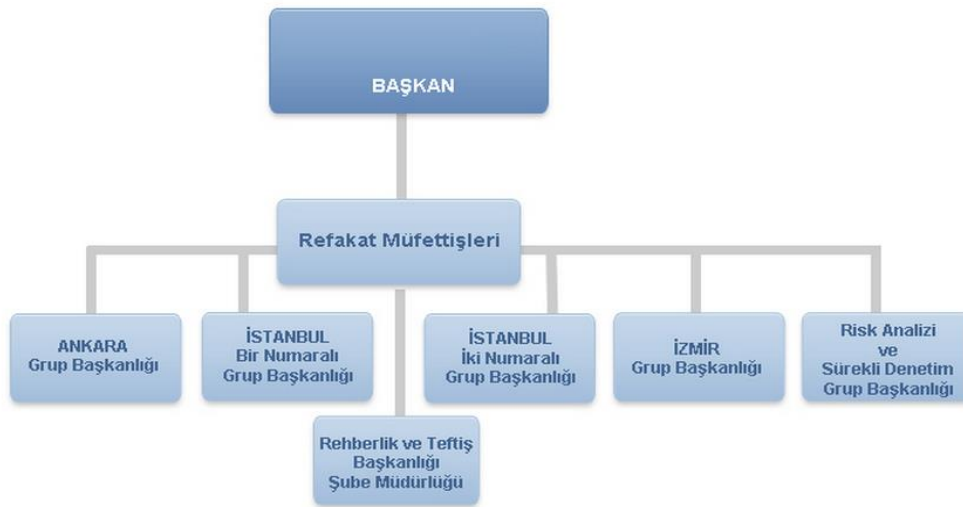 BAŞKAN
Refakat Müfettişleri
ANKARA
Grup Başkanlığı
İSTANBUL
Bir Numaralı
Grup Başkanlığı
İSTANBUL
İki Numaralı
Grup Başkanlığı
İZMİR
Grup Başkanlığı
Risk Analizi
ve
Sürekli Denetim
Grup Başkanlığı
Rehberlik ve Teftiş
Başkanlığı
Şube Müdürlüğü